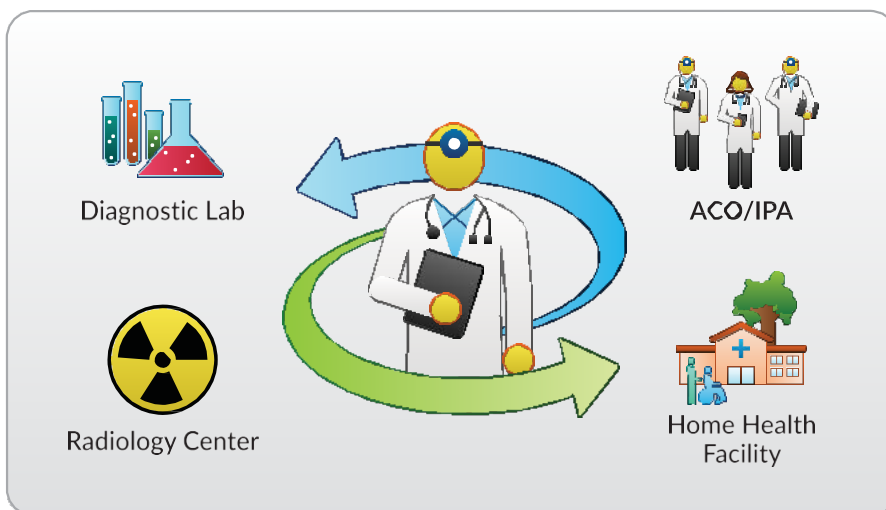 Diagnostic Lab
ACO/IPA
Radiology Center
Home Health
Facility